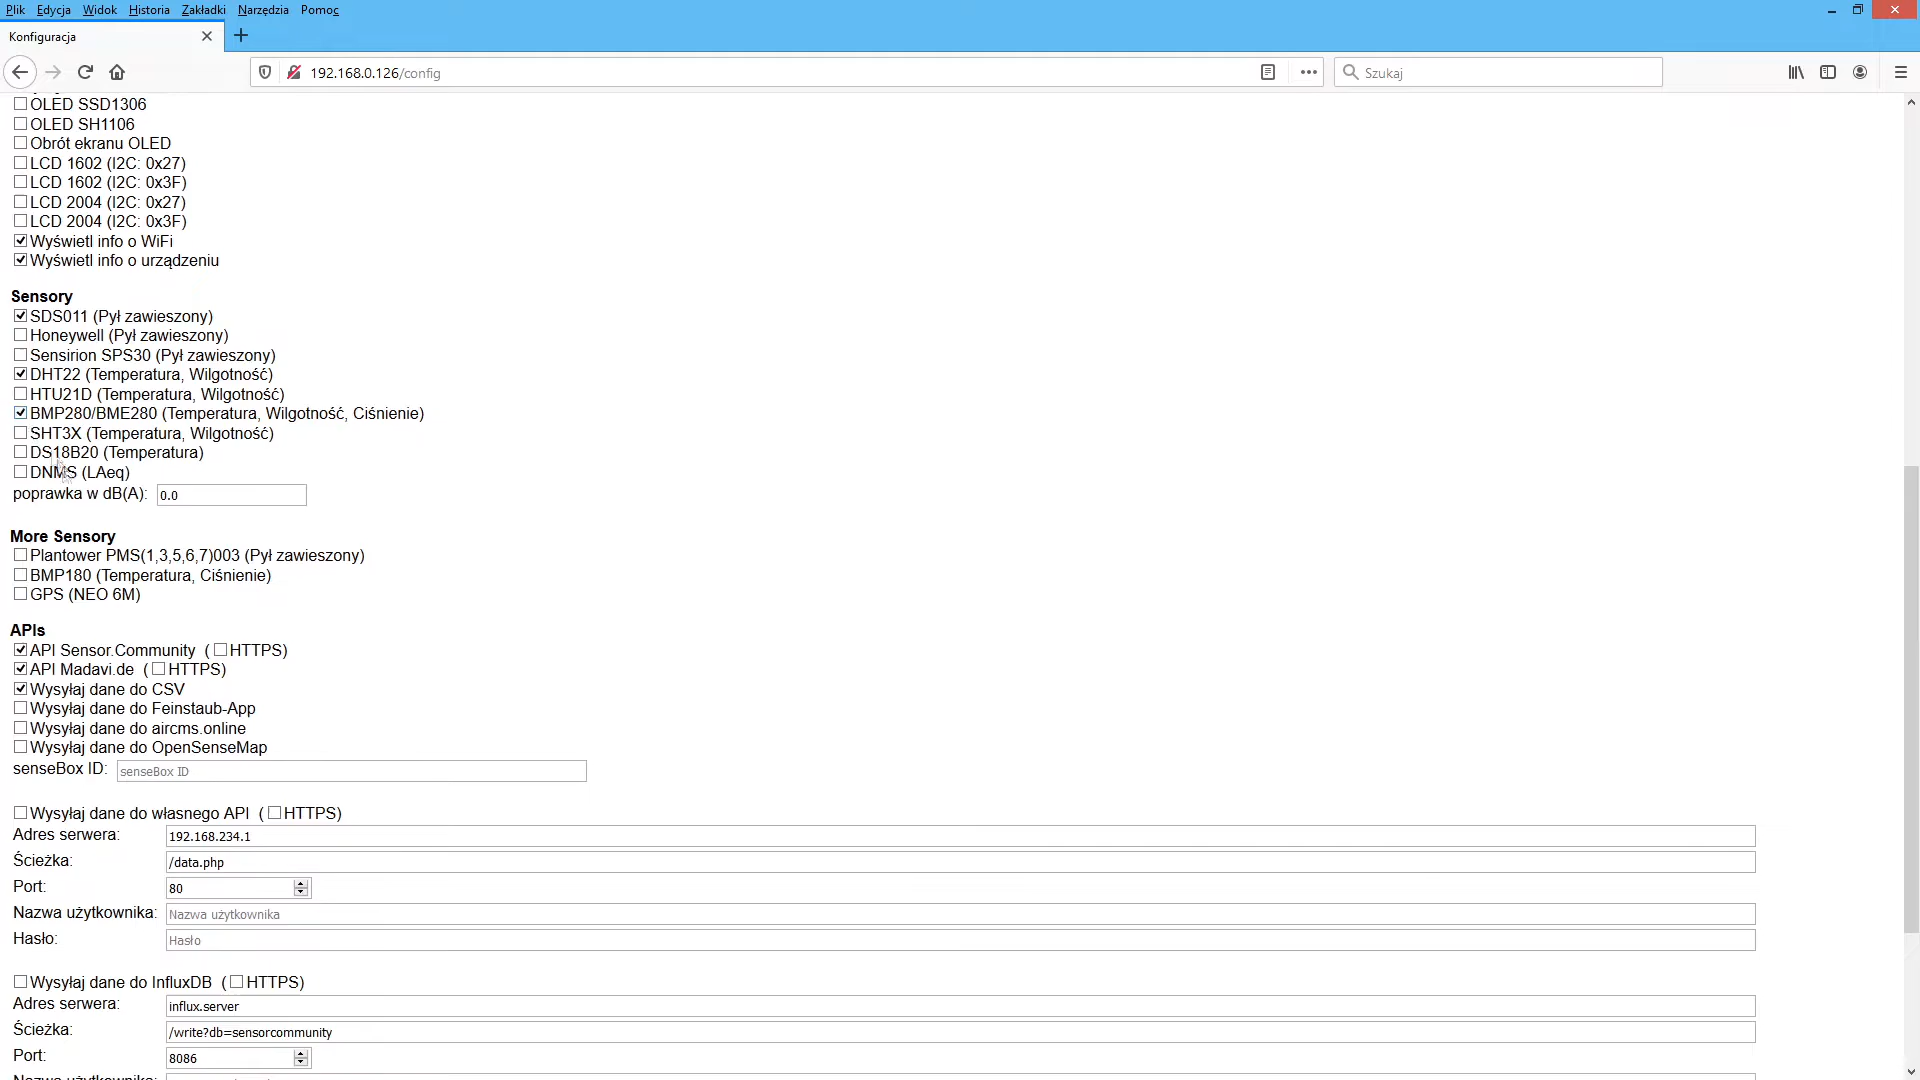 Plik Edycja Widok Historia Zakładki Narzędzia Pomoc
Konfiguracja
192.168.0.126/config
Szukaj
OLED SSD1306
OLED SH1106
Obrót ekranu OLED
LCD 1602 (I2C: 0x27)
LCD 1602 (I2C: 0x3F)
LCD 2004 (I2C: 0x27)
LCD 2004 (I2C: 0x3F)
Wyświetl info o WiFi
Wyświetl info o urządzeniu
Sensory
SDS011 (Pył zawieszony)
Honeywell (Pył zawieszony)
Sensirion SPS30 (Pył zawieszony)
DHT22 (Temperatura, Wilgotność)
HTU21D (Temperatura, Wilgotność)
BMP280/BME280 (Temperatura, Wilgotność, Ciśnienie)
SHT3X (Temperatura, Wilgotność)
DS18B20 (Temperatura)
DNMS (LAeq)
poprawka w dB(A): 0.0
More Sensory
Plantower PMS(1,3,5,6,7)003 (Pył zawieszony)
BMP180 (Temperatura, Ciśnienie)
GPS (NEO 6M)
APIs
API Sensor.Community ( HTTPS)
API Madavi.de ( HTTPS)
Wysyłaj dane do CSV
Wysyłaj dane do Feinstaub-App
Wysyłaj dane do aircms.online
Wysyłaj dane do OpenSenseMap
senseBox ID: senseBox ID
Wysyłaj dane do własnego API ( HTTPS)
Adres serwera: 192.168.234.1
Ścieżka: /data.php
Port: 80
Nazwa użytkownika: Nazwa użytkownika
Hasło: Hasło
Wysyłaj dane do InfluxDB ( HTTPS)
Adres serwera: influx.server
Ścieżka: /write?db=sensorcommunity
Port: 8086
Nazwa użytkownika: